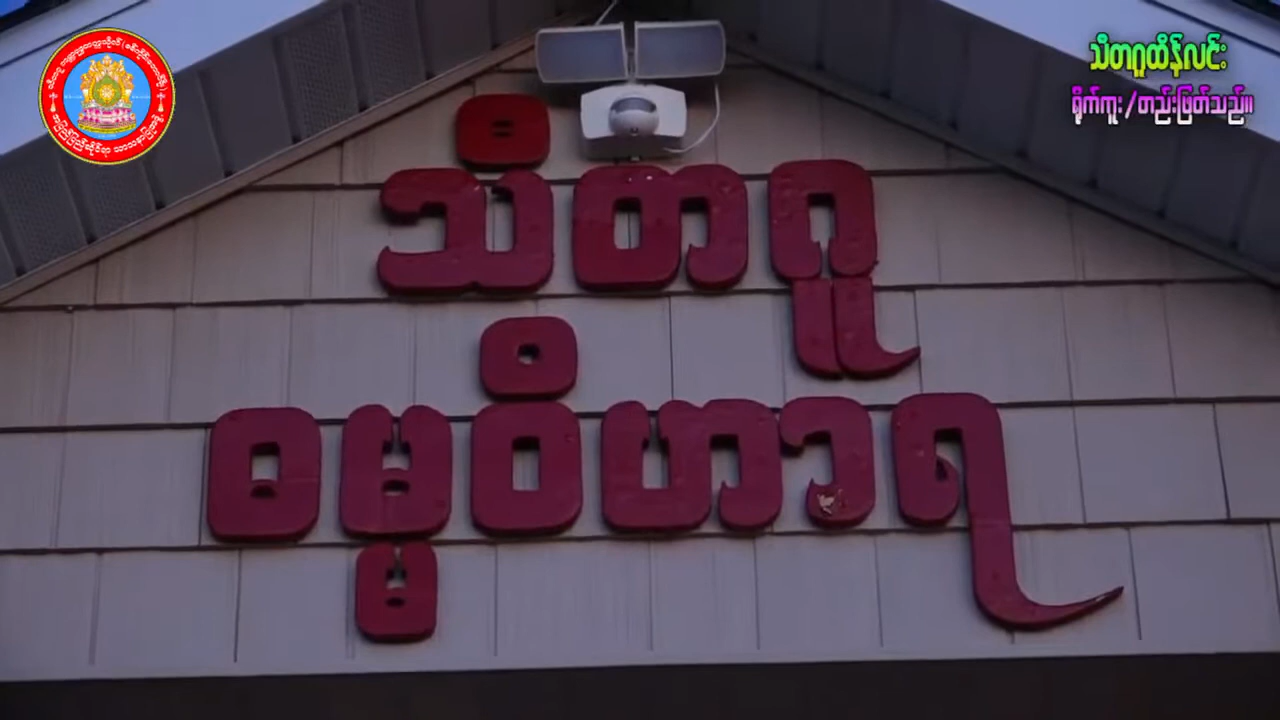 သီတဂူထိန်လင်း
ရိုက်ကူး/တည်းဖြတ်သည်။
သီတဂူ
ဓမ္မဝိဟာရ